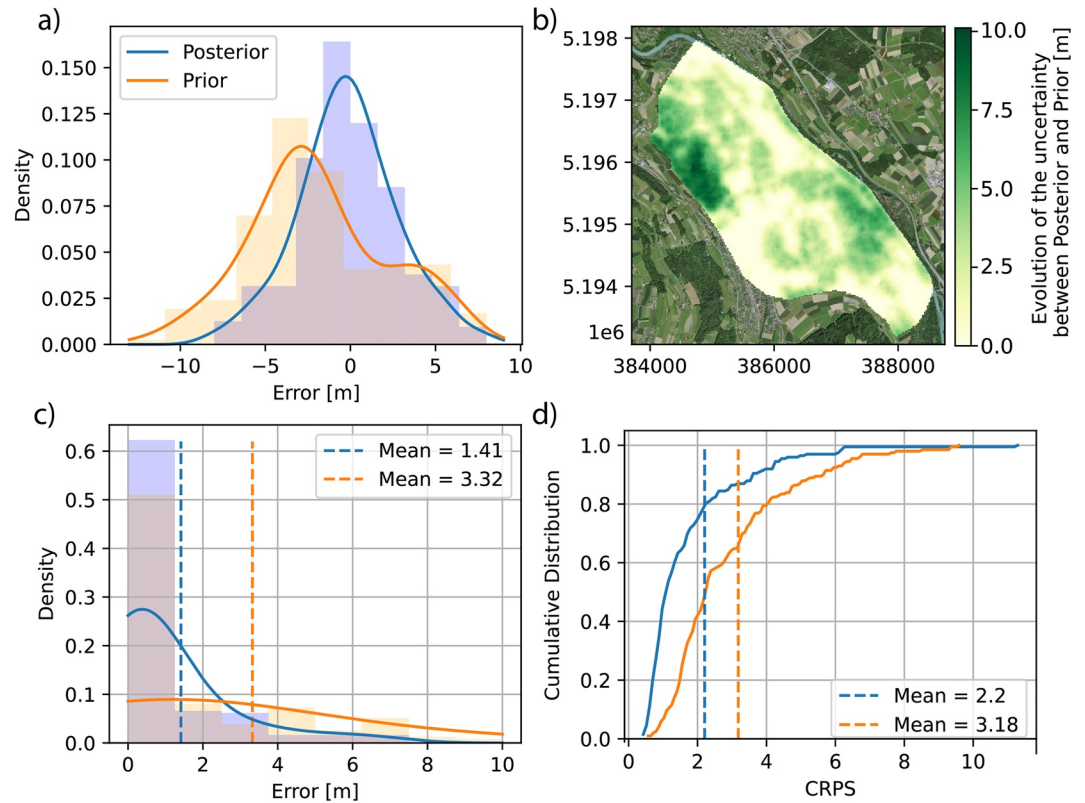 a)
Posterior
Prior
0.150
0.125
0.100
0.075
0.050
0.025
0.000
Density
−10
−5
0
5
10
Error [m]
b)
5.198
5.197
5.196
5.195
5.194
1e6
384000
386000
388000
10.0
7.5
5.0
2.5
0.0
Evolution of the uncertainty
between Posterior and Prior [m]
c)
Mean = 1.41
Mean = 3.32
0.6
0.5
0.4
0.3
0.2
0.1
0.0
Density
0
2
4
6
8
10
Error [m]
d)
1.0
0.8
0.6
0.4
0.2
0.0
Cumulative Distribution
Mean = 2.2
Mean = 3.18
0
2
4
6
8
10
CRPS